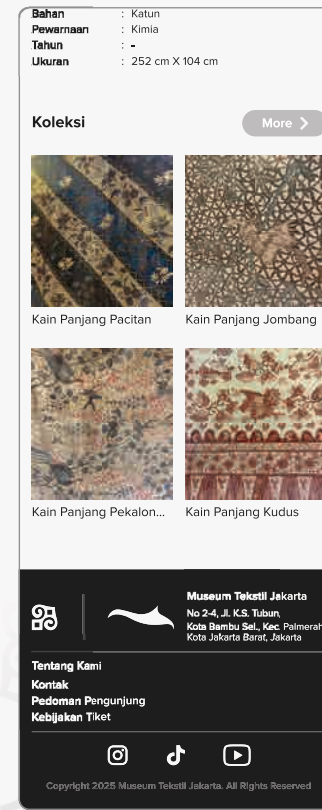 Bahan : Katun
Pewarnaan : Kimia
Tahun : -
Ukuran : 252 cm X 104 cm
Koleksi
More
Kain Panjang Pacitan
Kain Panjang Jombang
Kain Panjang Pekalon...
Kain Panjang Kudus
Museum Tekstil Jakarta
No 2-4, Jl. K.S. Tubun,
Kota Bambu Sel., Kec. Palmerah
Kota Jakarta Barat, Jakarta
Tentang Kami
Kontak
Pedoman Pengunjung
Kebijakan Tiket
Copyright 2025 Museum Tekstil Jakarta. All Rights Reserved